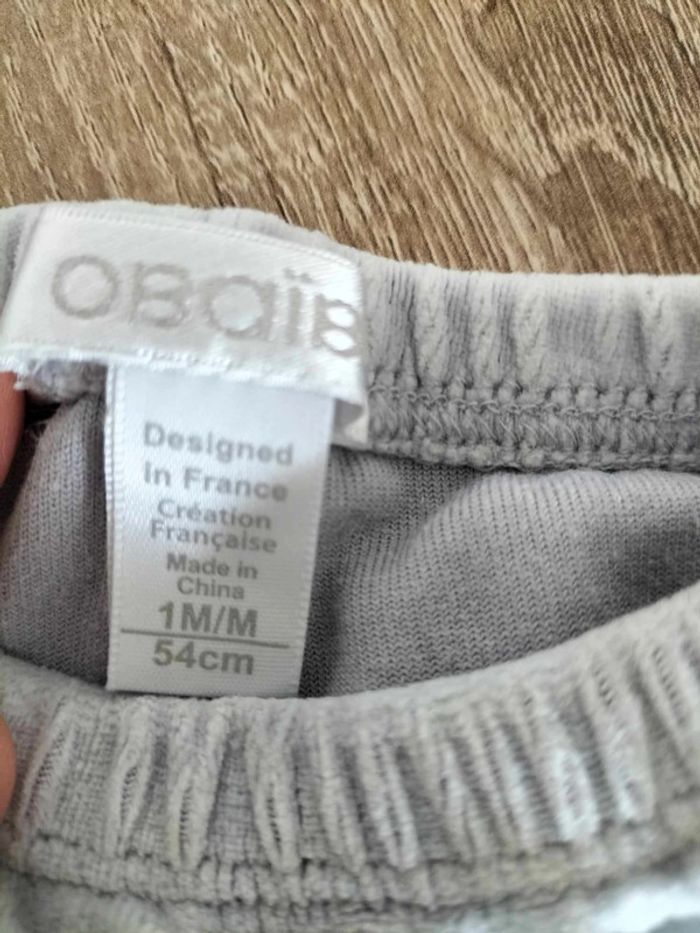 OBAÏB
Designed
in France
Création
Française
Made in
China
1M/M
54cm